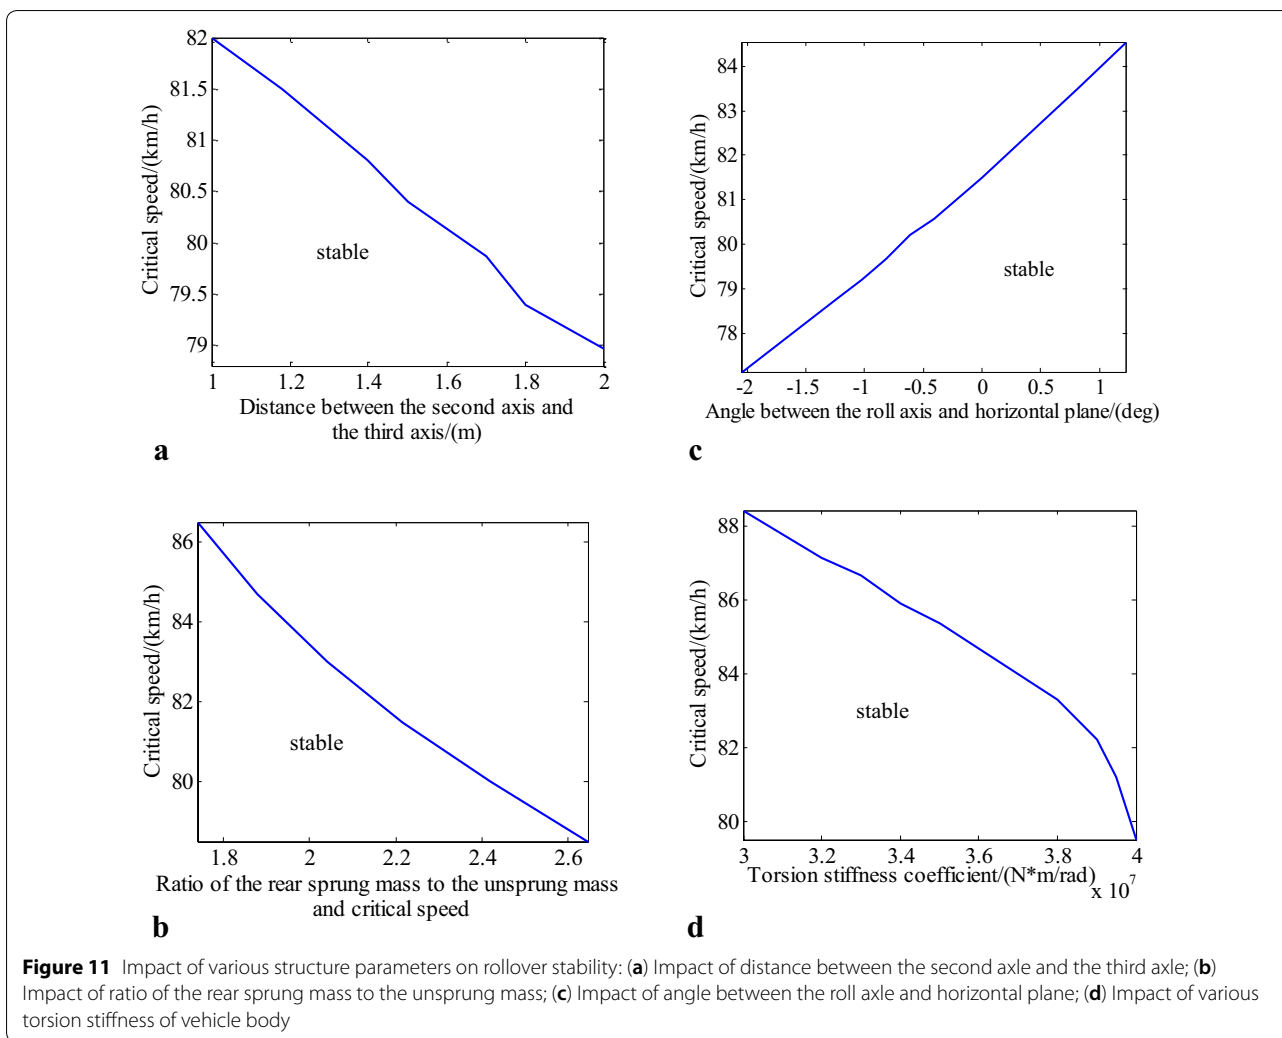 82
81.5
81
80.5
80
79.5
79
Critical speed/(km/h)
stable
1 1.2 1.4 1.6 1.8 2
Distance between the second axis and
the third axis/(m)
a
84
83
82
81
80
79
78
Critical speed/(km/h)
stable
-2 -1.5 -1 -0.5 0 0.5 1
Angle between the roll axis and horizontal plane/(deg)
c
86
84
82
80
Critical speed/(km/h)
stable
1.8 2 2.2 2.4 2.6
Ratio of the rear sprung mass to the unsprung mass
and critical speed
b
88
86
84
82
80
Critical speed/(km/h)
stable
3 3.2 3.4 3.6 3.8 4
Torsion stiffness coefficient/(N*m/rad)
x 10^7
d
Figure 11 Impact of various structure parameters on rollover stability: (a) Impact of distance between the second axle and the third axle; (b)
Impact of ratio of the rear sprung mass to the unsprung mass; (c) Impact of angle between the roll axle and horizontal plane; (d) Impact of various
torsion stiffness of vehicle body